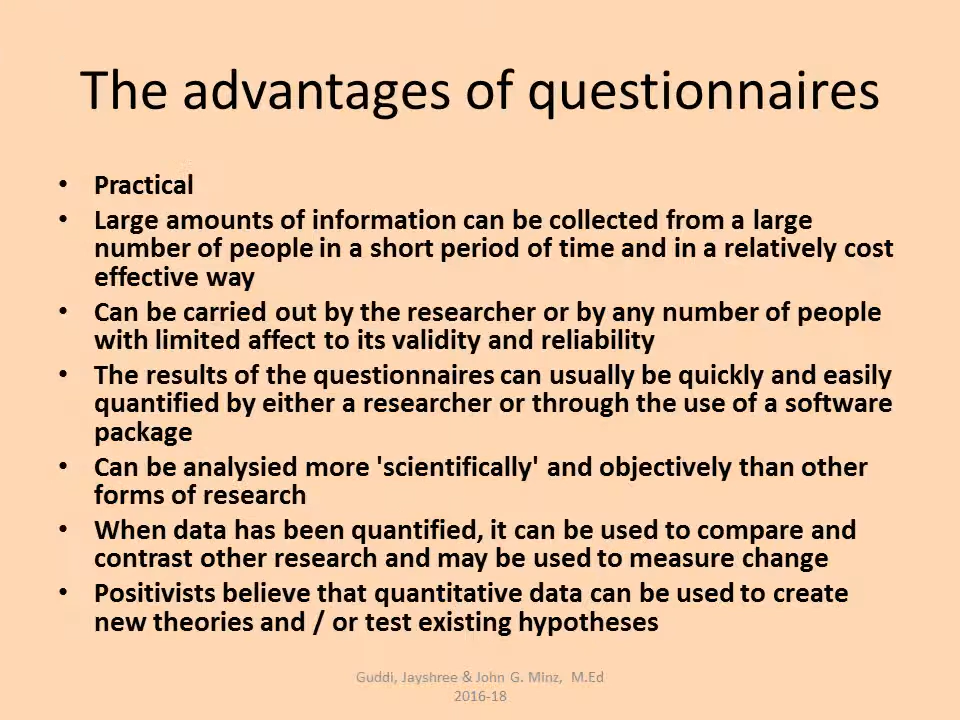 The advantages of questionnaires
• Practical
• Large amounts of information can be collected from a large
number of people in a short period of time and in a relatively cost
effective way
• Can be carried out by the researcher or by any number of people
with limited affect to its validity and reliability
• The results of the questionnaires can usually be quickly and easily
quantified by either a researcher or through the use of a software
package
• Can be analysied more 'scientifically' and objectively than other
forms of research
• When data has been quantified, it can be used to compare and
contrast other research and may be used to measure change
• Positivists believe that quantitative data can be used to create
new theories and / or test existing hypotheses
Guddi, Jayshree & John G. Minz, M.Ed
2016-18